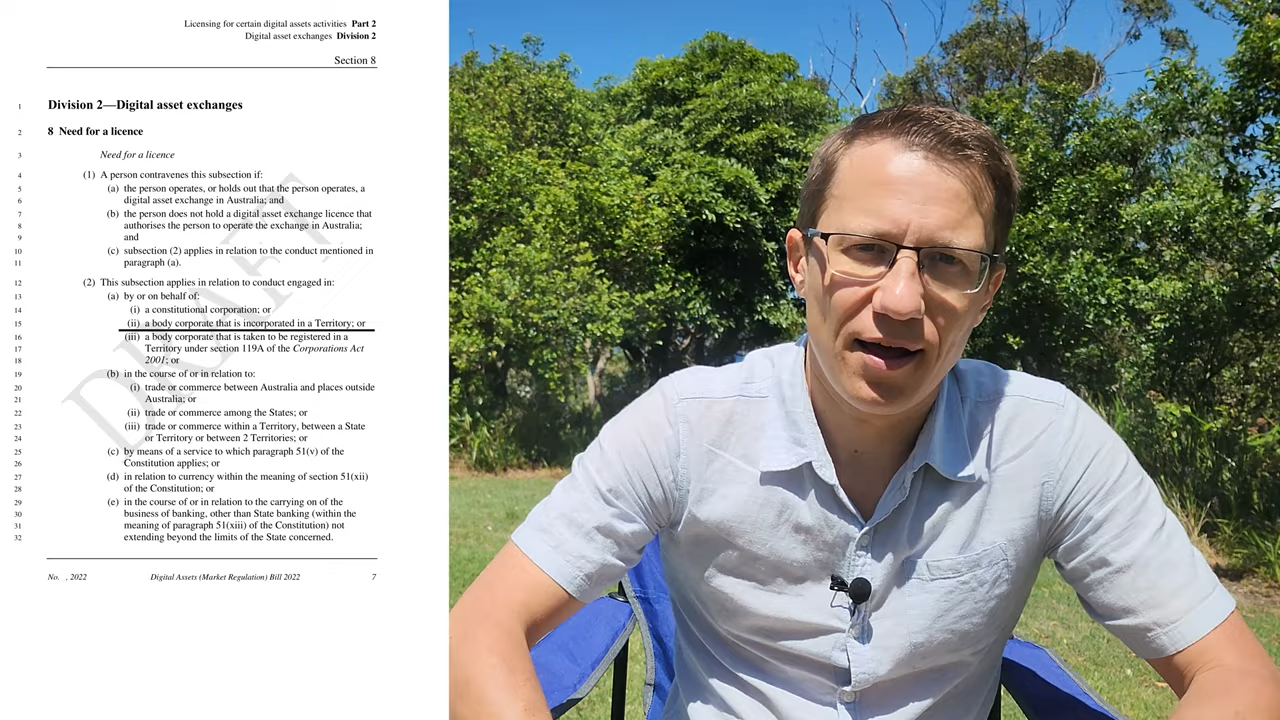 Licensing for certain digital assets activities Part 2
Digital asset exchanges Division 2
Section 8
1 Division 2—Digital asset exchanges
2 8 Need for a licence
3 Need for a licence
4 (1) A person contravenes this subsection if:
5 (a) the person operates, or holds out that the person operates, a
6 digital asset exchange in Australia; and
7 (b) the person does not hold a digital asset exchange licence that
8 authorises the person to operate the exchange in Australia;
9 and
10 (c) subsection (2) applies in relation to the conduct mentioned in
11 paragraph (a).
12 (2) This subsection applies in relation to conduct engaged in:
13 (a) by or on behalf of:
14 (i) a constitutional corporation; or
15 (ii) a body corporate that is incorporated in a Territory; or
16 (iii) a body corporate that is taken to be registered in a
17 Territory under section 119A of the Corporations Act
18 2001; or
19 (b) in the course of or in relation to:
20 (i) trade or commerce between Australia and places outside
21 Australia; or
22 (ii) trade or commerce among the States; or
23 (iii) trade or commerce within a Territory, between a State
24 or Territory or between 2 Territories; or
25 (c) by means of a service to which paragraph 51(v) of the
26 Constitution applies; or
27 (d) in relation to currency within the meaning of section 51(xii)
28 of the Constitution; or
29 (e) in the course of or in relation to the carrying on of the
30 business of banking, other than State banking (within the
31 meaning of paragraph 51(xiii) of the Constitution) not
32 extending beyond the limits of the State concerned.
DRAFT
No. , 2022 Digital Assets (Market Regulation) Bill 2022 7